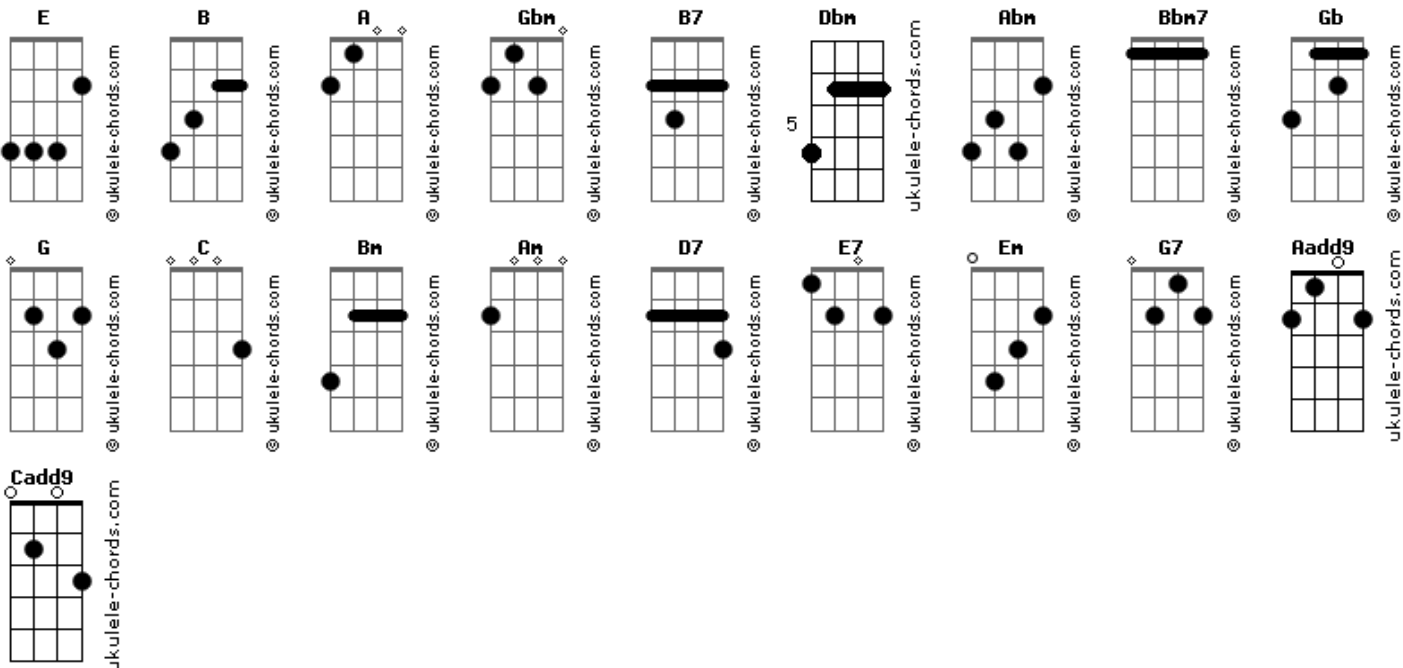 E B A Gbm B7 Dbm Abm Bbm7 Gb
© ukulele-chords.com © ukulele-chords.com © ukulele-chords.com © ukulele-chords.com © ukulele-chords.com ukulele-chords.com © ukulele-chords.com © ukulele-chords.com © ukulele-chords.com
5
G C Bm Am D7 E7 Em G7 Aadd9
© ukulele-chords.com © ukulele-chords.com © ukulele-chords.com © ukulele-chords.com © ukulele-chords.com © ukulele-chords.com © ukulele-chords.com © ukulele-chords.com ukulele-chords.com
Cadd9
ukulele-chords.com